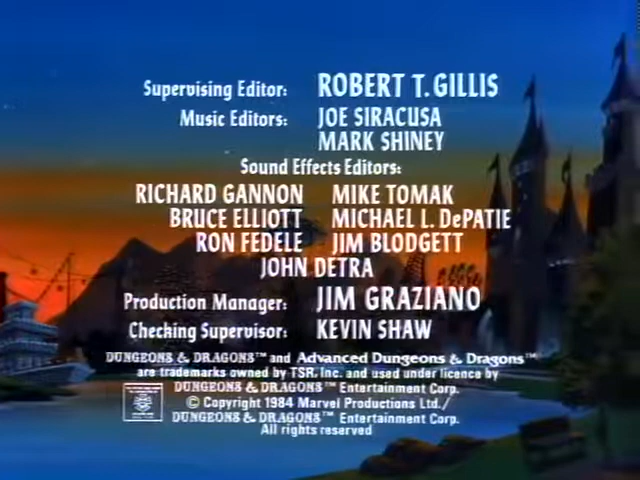 Supervising Editor: ROBERT T. GILLIS
Music Editors: JOE SIRACUSA
MARK SHINEY
Sound Effects Editors:
RICHARD GANNON MIKE TOMAK
BRUCE ELLIOTT MICHAEL L. DePATIE
RON FEDELE JIM BLODGETT
JOHN DETRA
Production Manager: JIM GRAZIANO
Checking Supervisor: KEVIN SHAW
DUNGEONS & DRAGONS™ and Advanced Dungeons & Dragons™
are trademarks owned by TSR, Inc. and used under licence by
DUNGEONS & DRAGONS™ Entertainment Corp.
© Copyright 1984 Marvel Productions Ltd./
DUNGEONS & DRAGONS™ Entertainment Corp.
All rights reserved